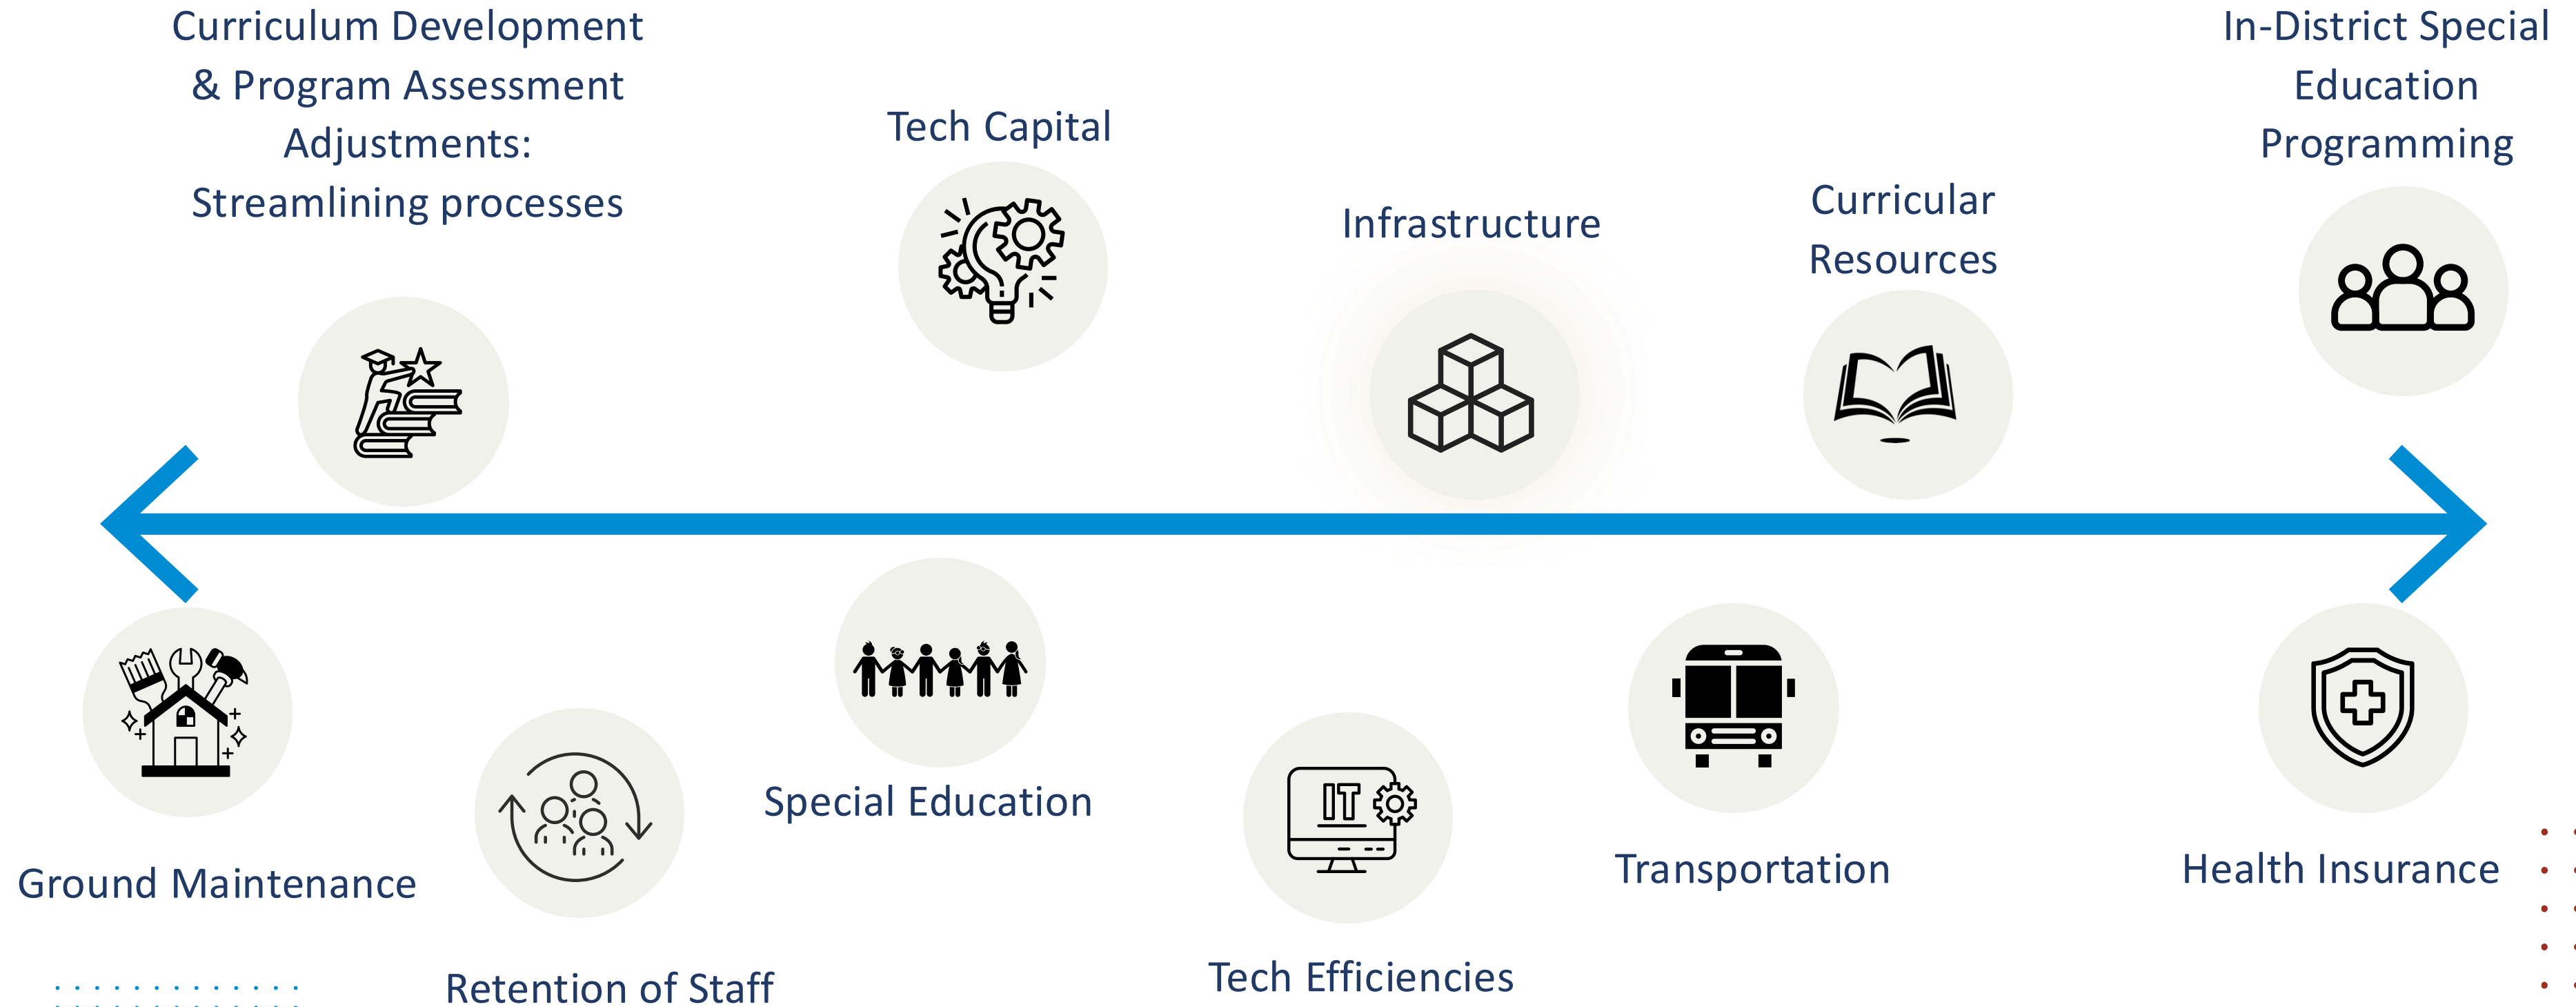 Curriculum Development
& Program Assessment
Adjustments:
Streamlining processes
Tech Capital
Infrastructure
Curricular
Resources
In-District Special
Education
Programming
Ground Maintenance
Retention of Staff
Special Education
IT
Tech Efficiencies
Transportation
Health Insurance